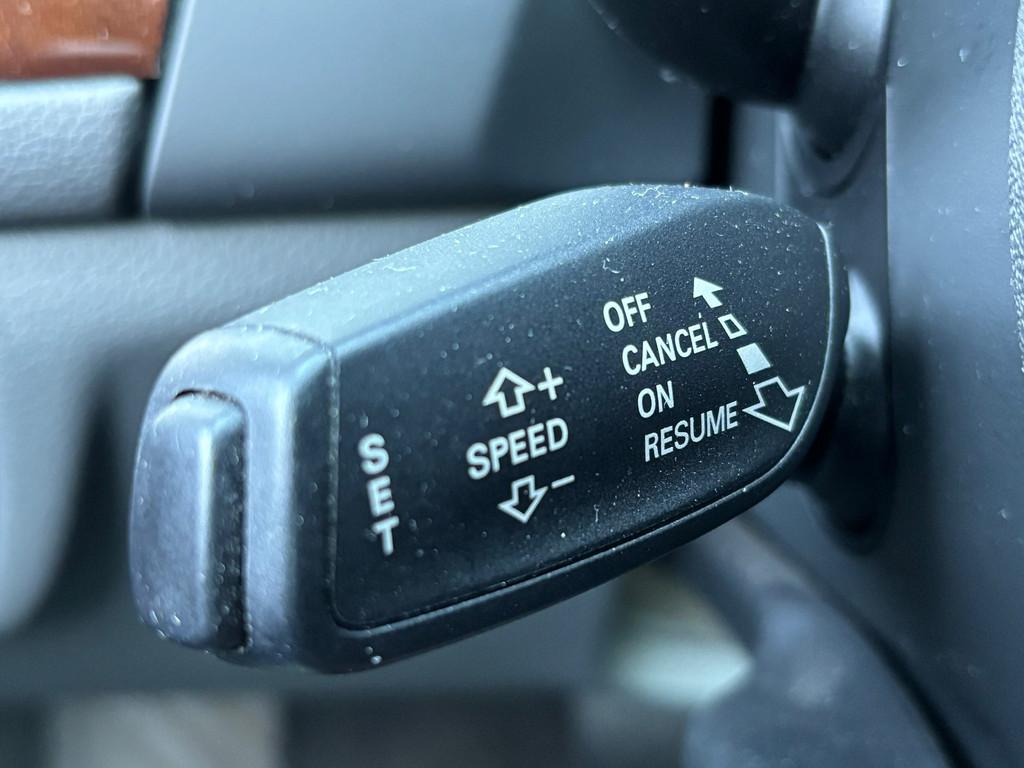 OFF
CANCEL
ON
RESUME
+
SPEED
−
SET